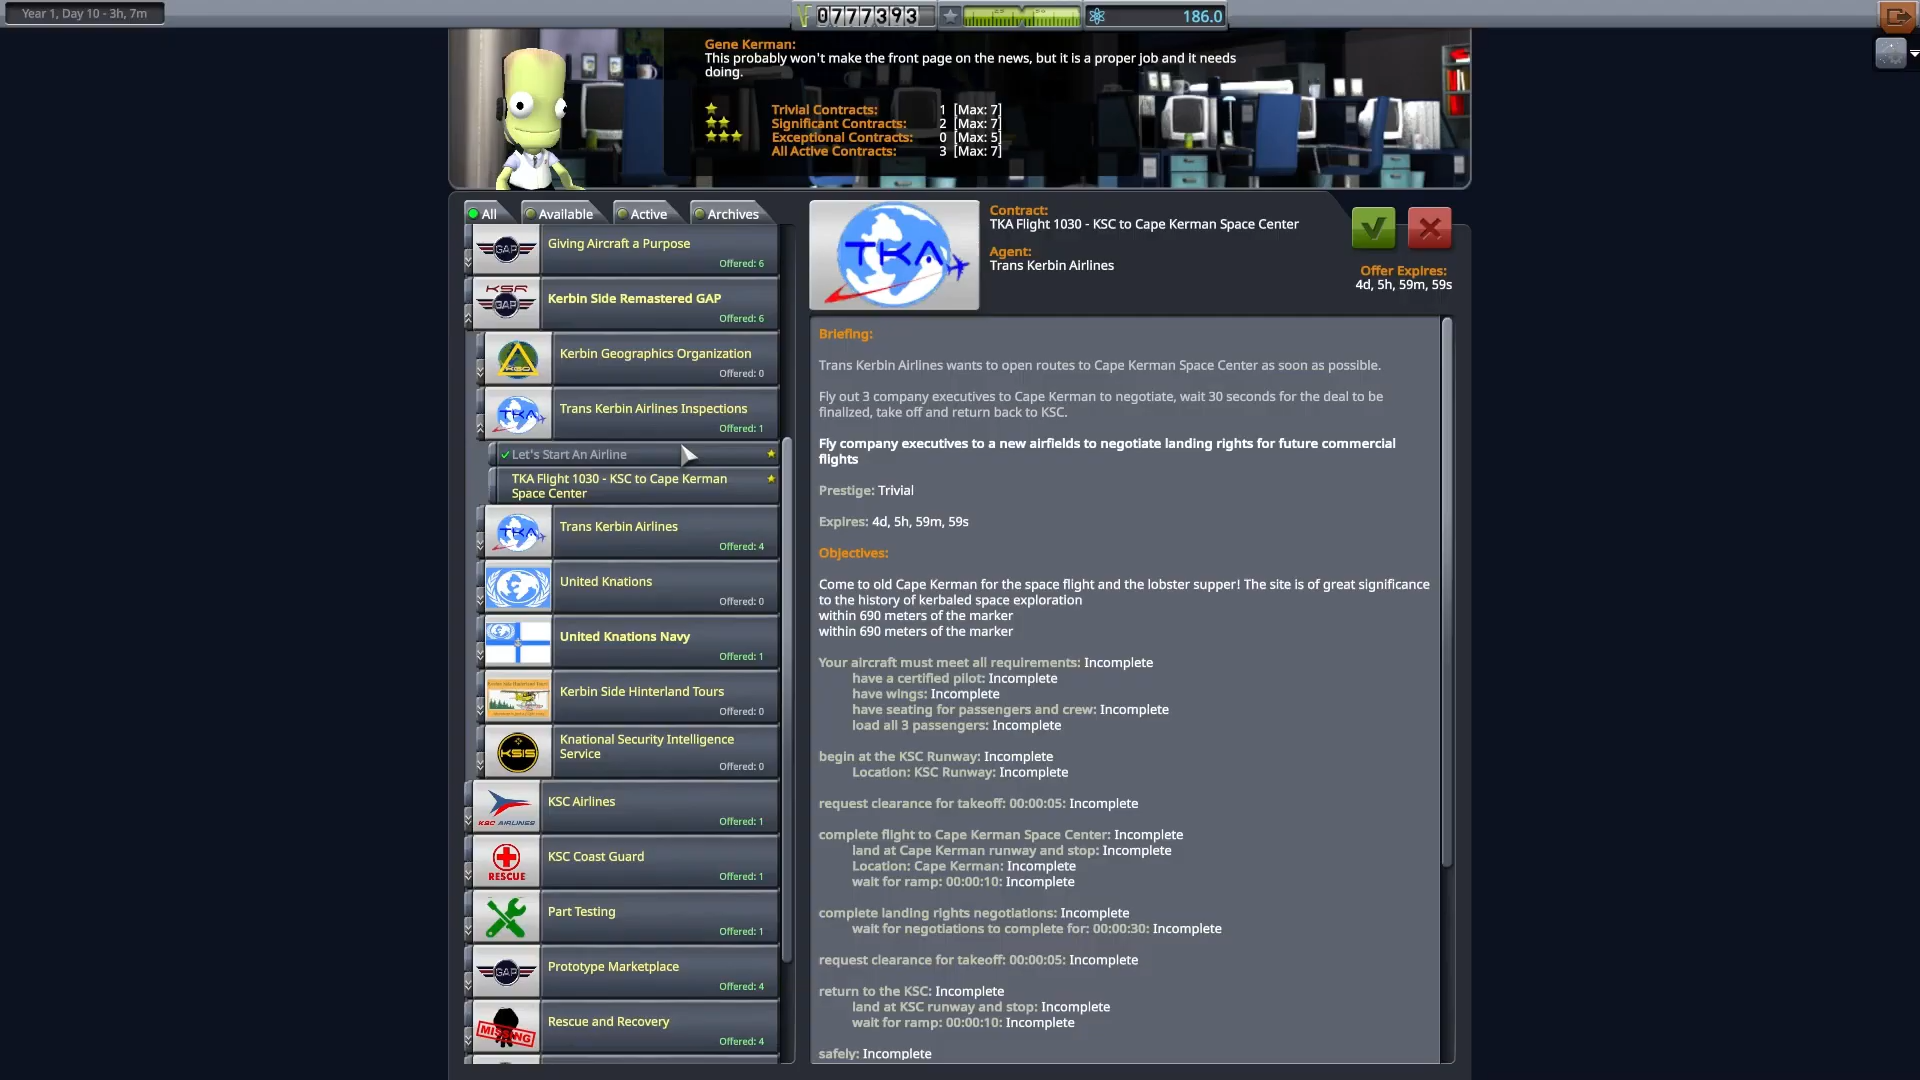 Year 1, Day 10 - 3h, 7m
0777393
186.0
Gene Kerman:
This probably won't make the front page on the news, but it is a proper job and it needs
doing.
Trivial Contracts: 1 [Max: 7]
Significant Contracts: 2 [Max: 7]
Exceptional Contracts: 0 [Max: 5]
All Active Contracts: 3 [Max: 7]
All
Available
Active
Archives
GAP
Giving Aircraft a Purpose
Offered: 6
KSR
GAP
Kerbin Side Remastered GAP
Offered: 6
KGO
Kerbin Geographics Organization
Offered: 0
TKA
Trans Kerbin Airlines Inspections
Offered: 1
Let's Start An Airline
TKA Flight 1030 - KSC to Cape Kerman
Space Center
TKA
Trans Kerbin Airlines
Offered: 4
United Knations
Offered: 0
United Knations Navy
Offered: 1
Kerbin Side Hinterland Tours
Offered: 0
KSIS
Knational Security Intelligence
Service
Offered: 0
KSC AIRLINES
KSC Airlines
Offered: 1
RESCUE
KSC Coast Guard
Offered: 1
Part Testing
Offered: 1
GAP
Prototype Marketplace
Offered: 4
MISSING
Rescue and Recovery
Offered: 4
TKA
Contract:
TKA Flight 1030 - KSC to Cape Kerman Space Center
Agent:
Trans Kerbin Airlines
Offer Expires:
4d, 5h, 59m, 59s
Briefing:
Trans Kerbin Airlines wants to open routes to Cape Kerman Space Center as soon as possible.
Fly out 3 company executives to Cape Kerman to negotiate, wait 30 seconds for the deal to be
finalized, take off and return back to KSC.
Fly company executives to a new airfields to negotiate landing rights for future commercial
flights
Prestige: Trivial
Expires: 4d, 5h, 59m, 59s
Objectives:
Come to old Cape Kerman for the space flight and the lobster supper! The site is of great significance
to the history of kerbaled space exploration
within 690 meters of the marker
within 690 meters of the marker
Your aircraft must meet all requirements: Incomplete
have a certified pilot: Incomplete
have wings: Incomplete
have seating for passengers and crew: Incomplete
load all 3 passengers: Incomplete
begin at the KSC Runway: Incomplete
Location: KSC Runway: Incomplete
request clearance for takeoff: 00:00:05: Incomplete
complete flight to Cape Kerman Space Center: Incomplete
land at Cape Kerman runway and stop: Incomplete
Location: Cape Kerman: Incomplete
wait for ramp: 00:00:10: Incomplete
complete landing rights negotiations: Incomplete
wait for negotiations to complete for: 00:00:30: Incomplete
request clearance for takeoff: 00:00:05: Incomplete
return to the KSC: Incomplete
land at KSC runway and stop: Incomplete
wait for ramp: 00:00:10: Incomplete
safely: Incomplete